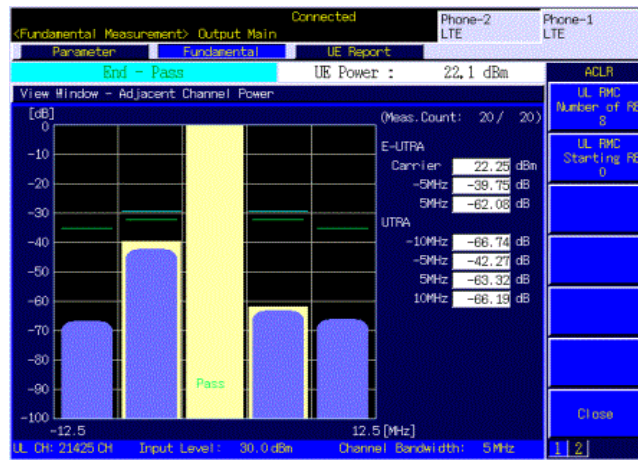 Connected
<Fundamental Measurement> Output Main
Phone-2
LTE
Phone-1
LTE
Parameter
Fundamental
UE Report
End - Pass
UE Power : 22.1 dBm
ACLR
View Window - Adjacent Channel Power
UL RMC
Number of RB
8
UL RMC
Starting RB
0
[dB]
0
-10
-20
-30
-40
-50
-60
-70
-80
-90
-100
Pass
-12.5
12.5[MHz]
(Meas.Count: 20/ 20)
E-UTRA
Carrier 22.25 dBm
-5MHz -39.75 dB
5MHz -62.08 dB
UTRA
-10MHz -66.74 dB
-5MHz -42.27 dB
5MHz -63.32 dB
10MHz -66.19 dB
Close
UL CH: 21425CH Input Level: 30.0dBm Channel Bandwidth: 5MHz
1 2